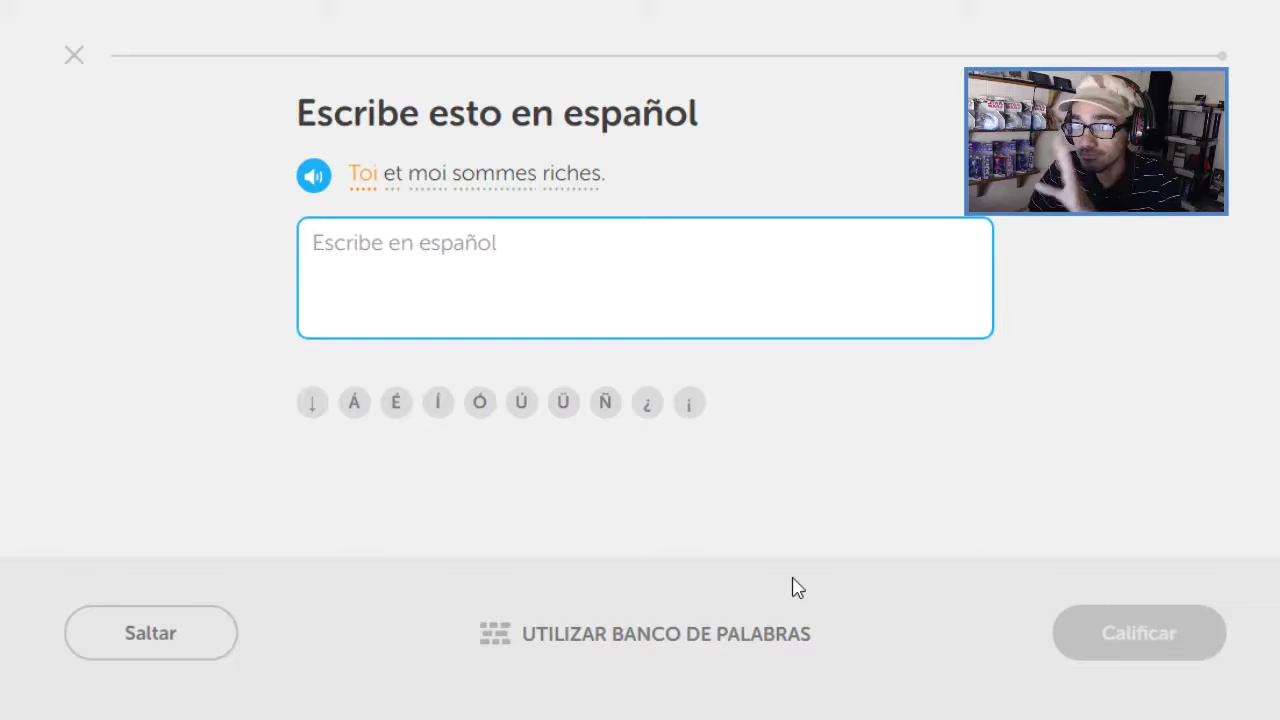 Escribe esto en español
Toi et moi sommes riches.
Escribe en español
↓ Á É Í Ó Ú Ü Ñ ¿ ¡
Saltar
UTILIZAR BANCO DE PALABRAS
Calificar